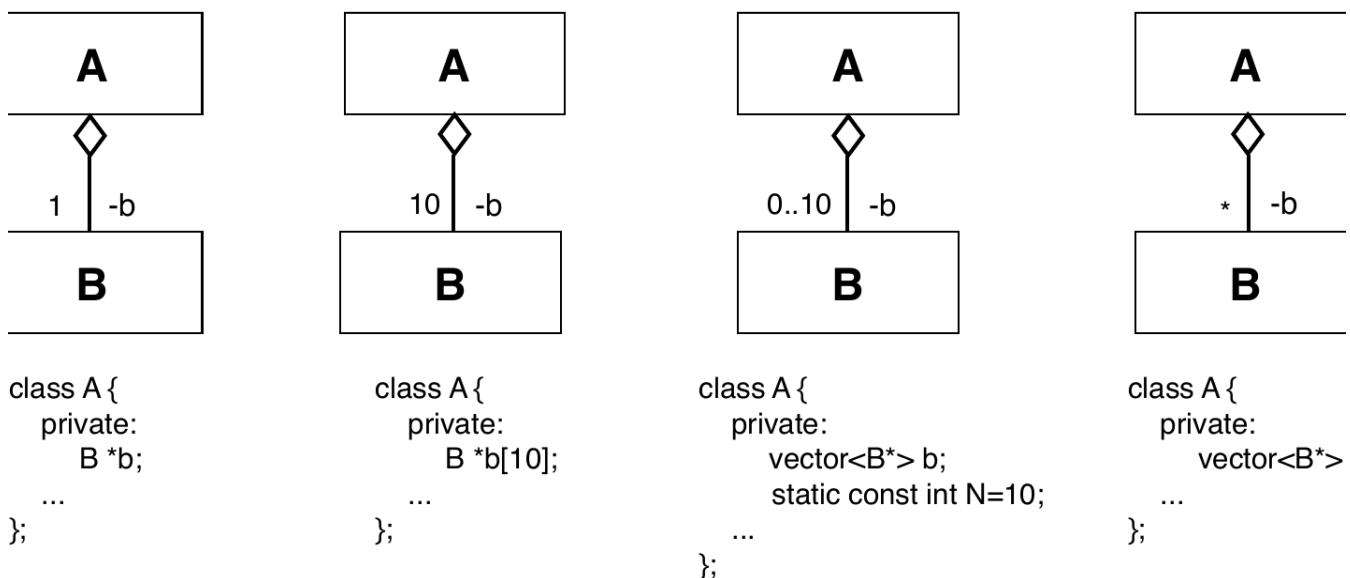 A
1 -b
B
class A {
private:
B *b;
...
};
A
10 -b
B
class A {
private:
B *b[10];
...
};
A
0..10 -b
B
class A {
private:
vector<B*> b;
static const int N=10;
...
};
A
* -b
B
class A {
private:
vector<B*>
...
};